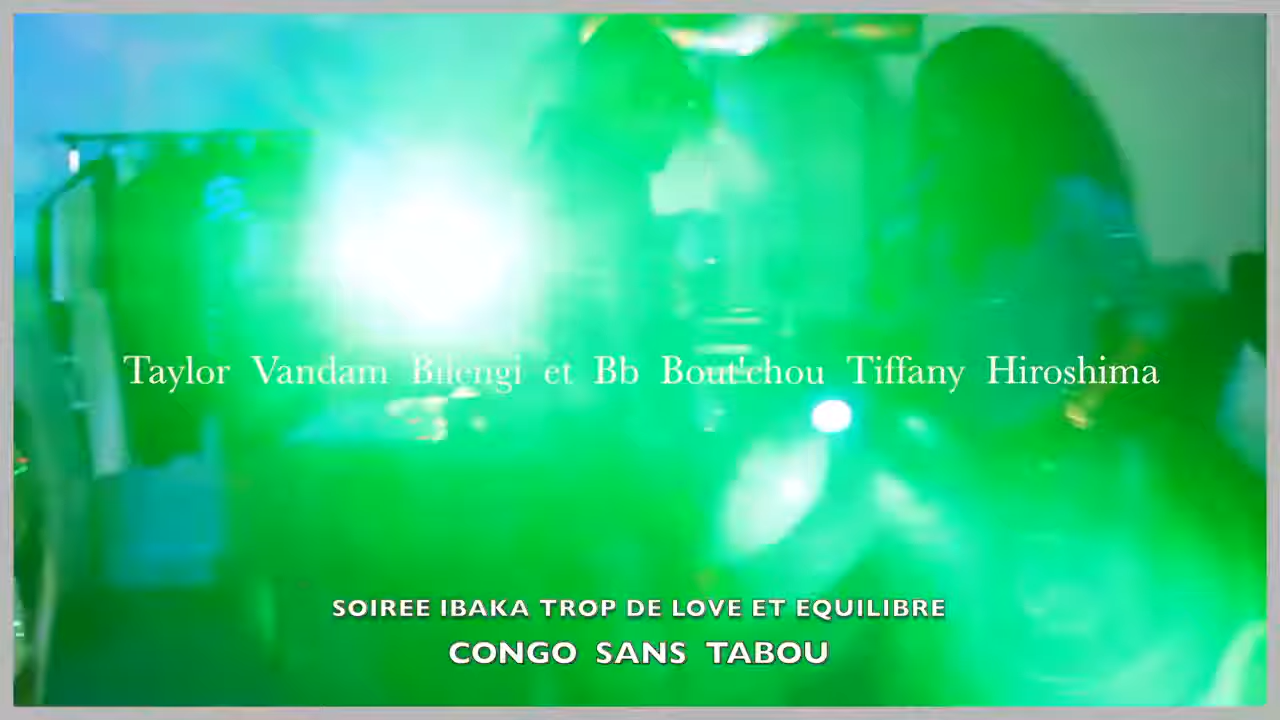 Taylor Vandam Bilengi et Bb Bout'chou Tiffany Hiroshima
SOIREE IBAKA TROP DE LOVE ET EQUILIBRE
CONGO SANS TABOU